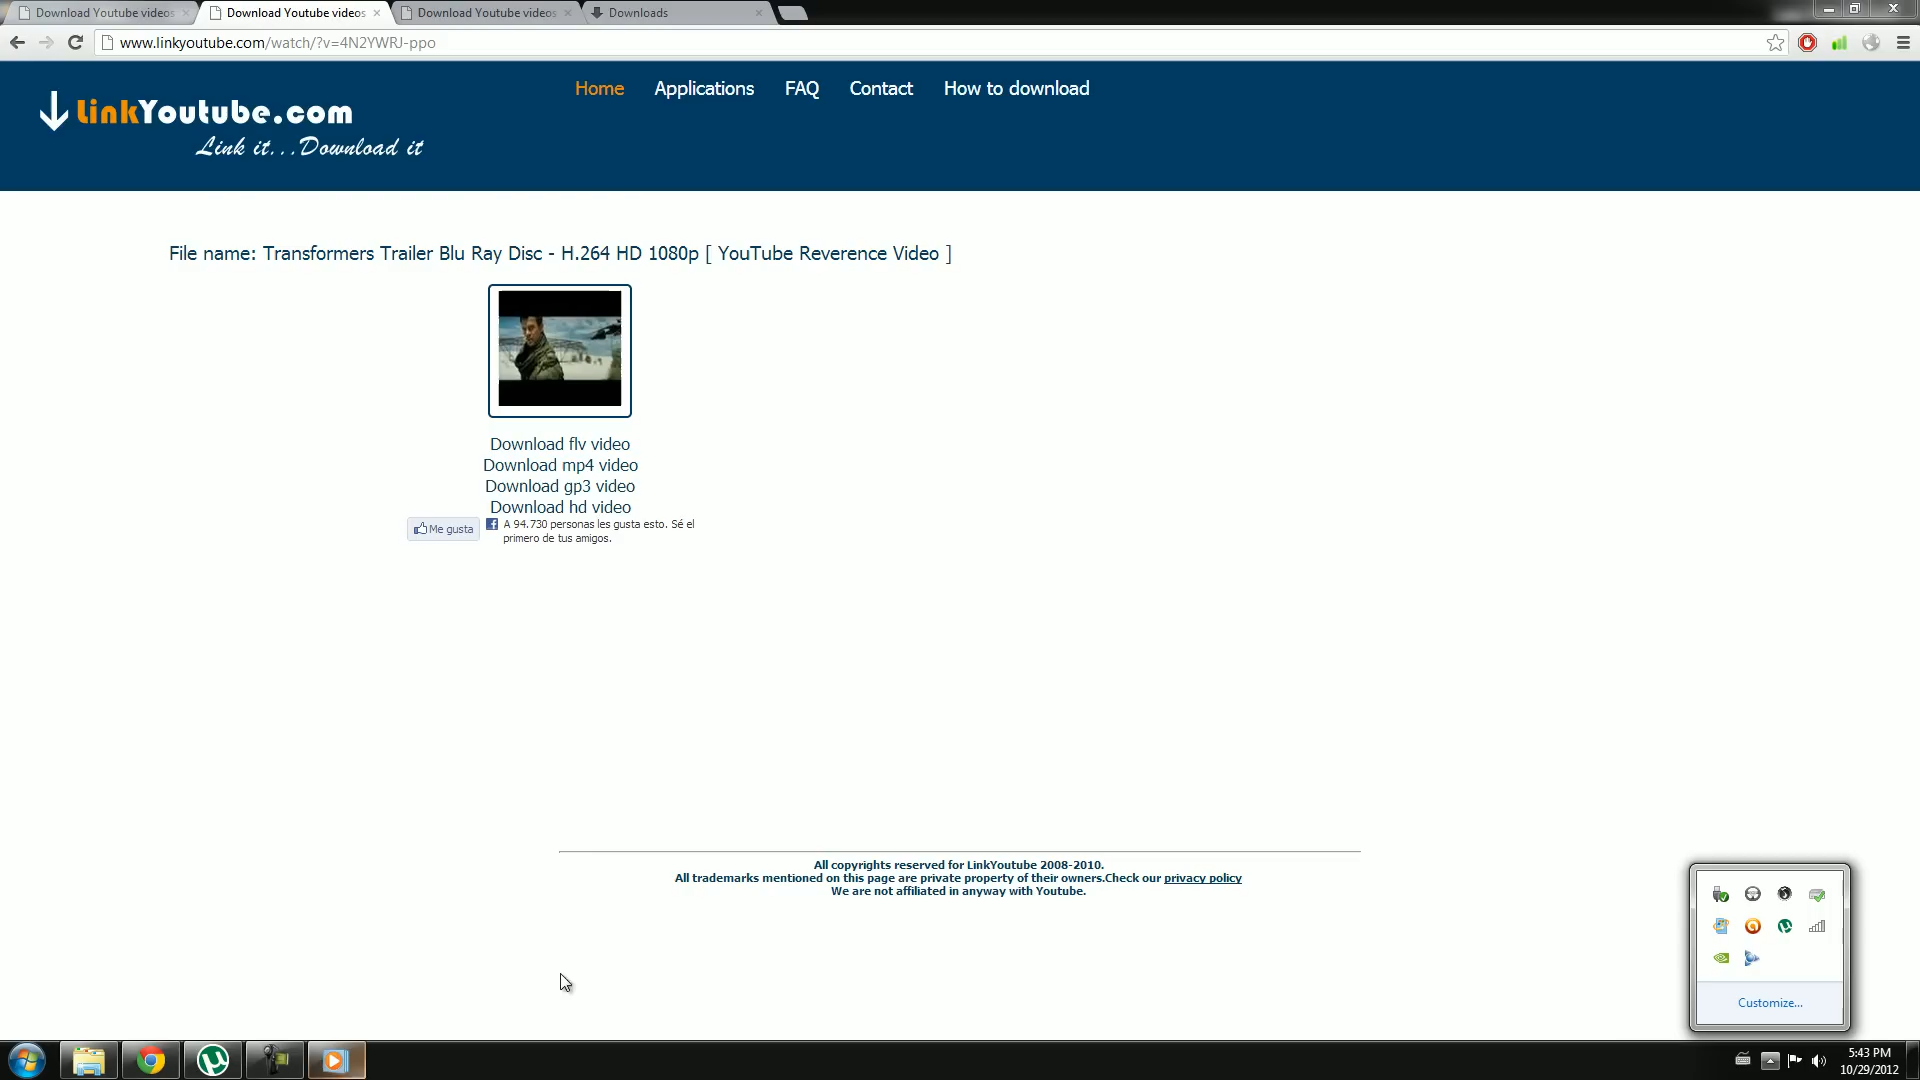 Download Youtube videos
Download Youtube videos
Download Youtube videos
Downloads
www.linkyoutube.com/watch/?v=4N2YWRJ-ppo
Home
Applications
FAQ
Contact
How to download
LinkYoutube.com
Link it...Download it
File name: Transformers Trailer Blu Ray Disc - H.264 HD 1080p [ YouTube Reverence Video ]
Download flv video
Download mp4 video
Download gp3 video
Download hd video
Me gusta
A 94.730 personas les gusta esto. Sé el
primero de tus amigos.
All copyrights reserved for LinkYoutube 2008-2010.
All trademarks mentioned on this page are private property of their owners.Check our privacy policy
We are not affiliated in anyway with Youtube.
Customize...
5:43 PM
10/29/2012